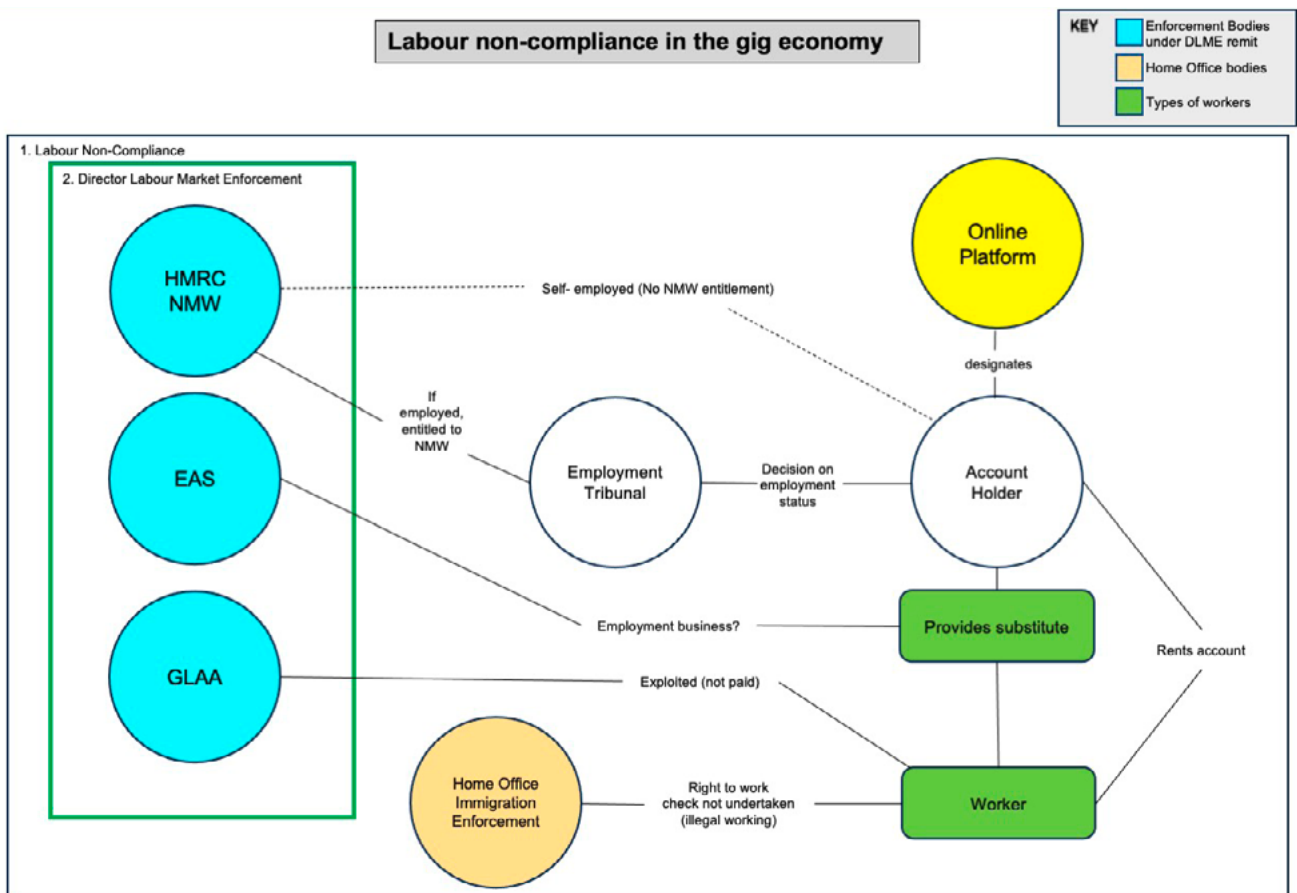 Labour non-compliance in the gig economy
KEY
Enforcement Bodies
under DLME remit
Home Office bodies
Types of workers
1. Labour Non-Compliance
2. Director Labour Market Enforcement
HMRC
NMW
Online
Platform
Self- employed (No NMW entitlement)
designates
If
employed,
entitled to
NMW
EAS
Employment
Tribunal
Decision on
employment
status
Account
Holder
Employment business?
Provides substitute
Rents account
GLAA
Exploited (not paid)
Home Office
Immigration
Enforcement
Right to work
check not undertaken
(illegal working)
Worker